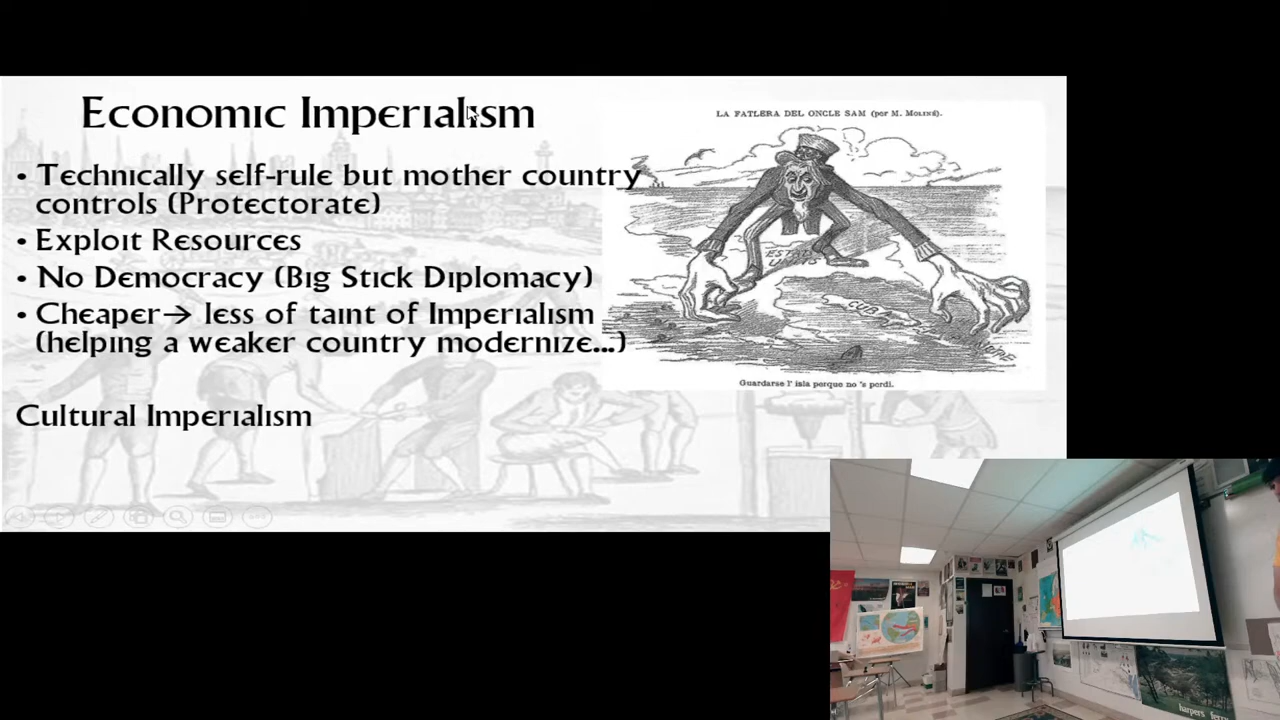 Economic Imperialism
• Technically self-rule but mother country
controls (Protectorate)
• Exploit Resources
• No Democracy (Big Stick Diplomacy)
• Cheaper→ less of taint of Imperialism
(helping a weaker country modernize...)
Cultural Imperialism
LA FATLERA DEL ONCLE SAM (per M. MOLINÉ).
CUBA
Guardarse l' isla perque no 's perdi.
harpers